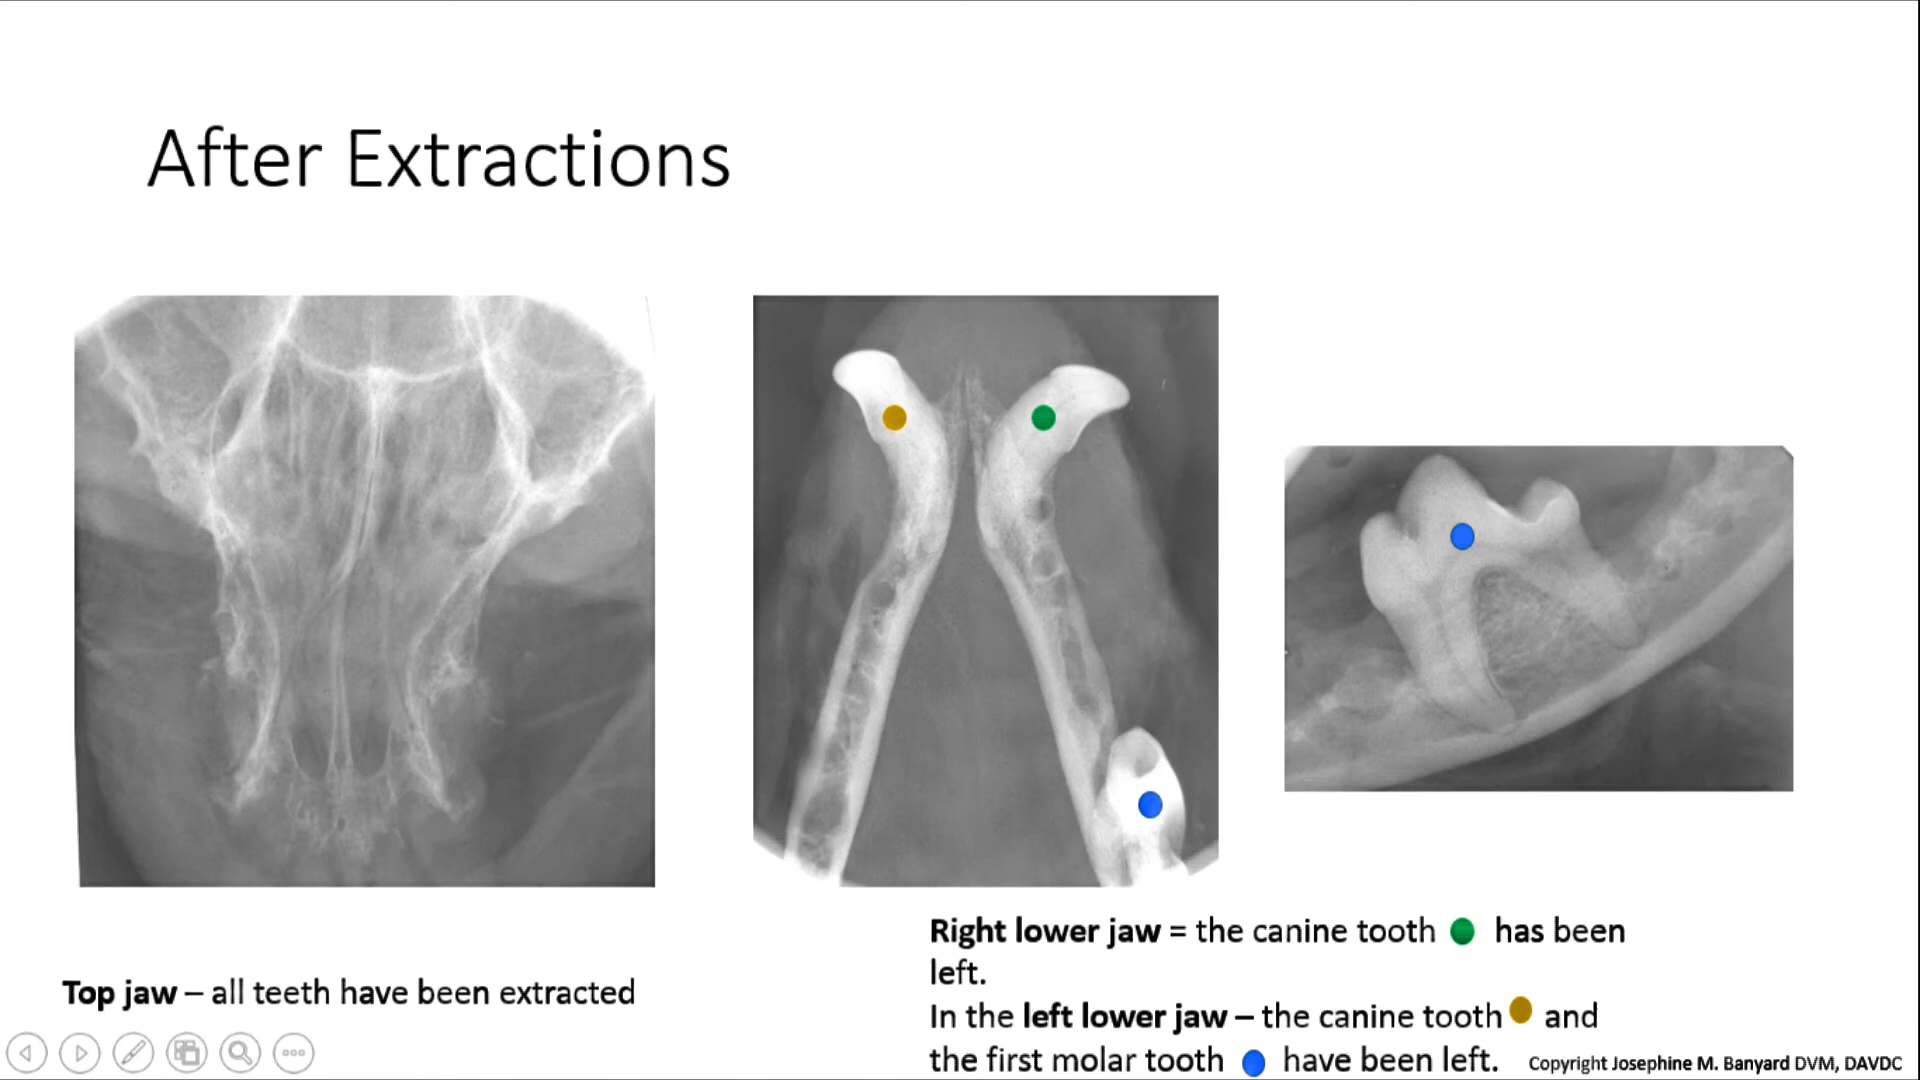 After Extractions
Top jaw – all teeth have been extracted
Right lower jaw = the canine tooth has been
left.
In the left lower jaw – the canine tooth and
the first molar tooth have been left.
Copyright Josephine M. Banyard DVM, DAVDC